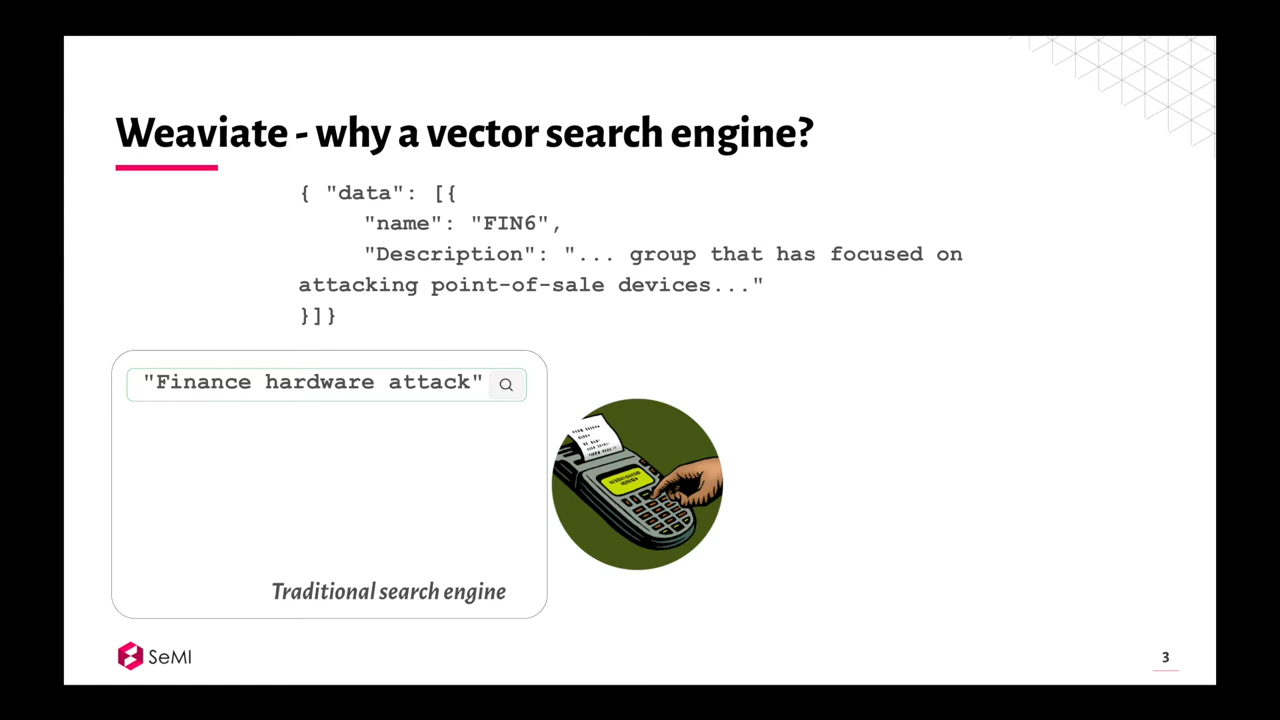 Weaviate - why a vector search engine?
{ "data": [{
"name": "FIN6",
"Description": "... group that has focused on
attacking point-of-sale devices..."
}]}
"Finance hardware attack"
Traditional search engine
SeMI
3